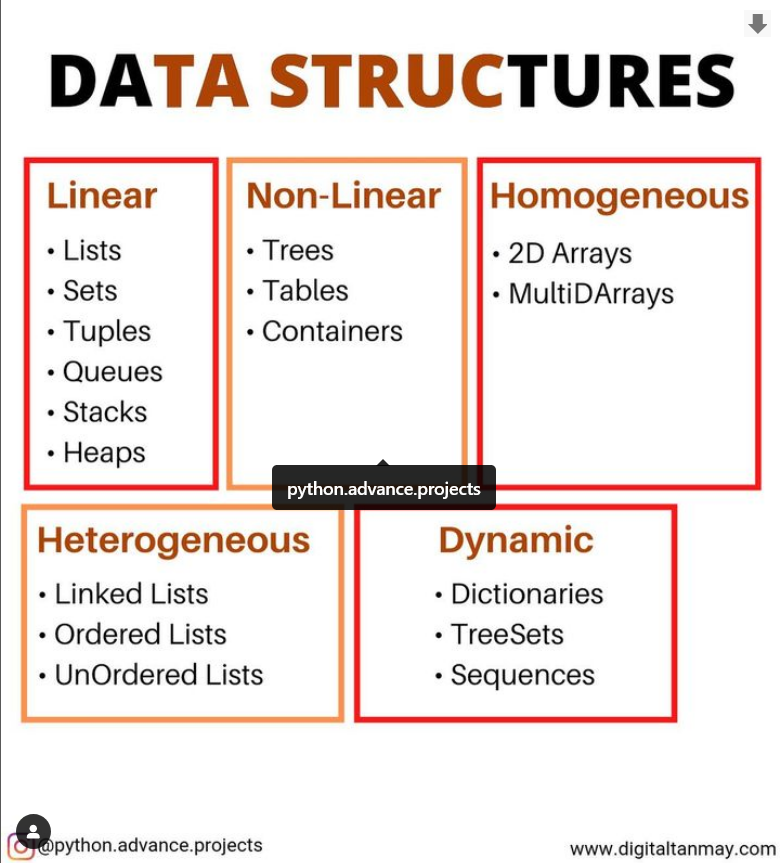 DATA STRUCTURES
Linear
• Lists
• Sets
• Tuples
• Queues
• Stacks
• Heaps
Non-Linear
• Trees
• Tables
• Containers
Homogeneous
• 2D Arrays
• MultiDArrays
python.advance.projects
Heterogeneous
• Linked Lists
• Ordered Lists
• UnOrdered Lists
Dynamic
• Dictionaries
• TreeSets
• Sequences
@python.advance.projects
www.digitaltanmay.com